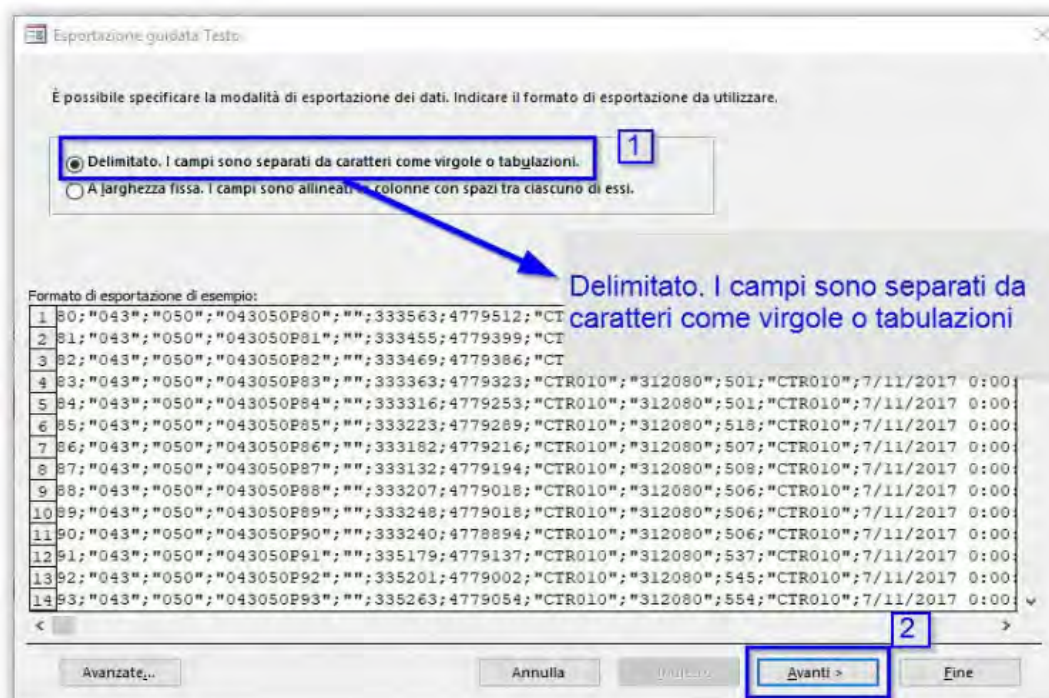 Esportazione guidata Testo
È possibile specificare la modalità di esportazione dei dati. Indicare il formato di esportazione da utilizzare.
1
Delimitato. I campi sono separati da caratteri come virgole o tabulazioni.
A larghezza fissa. I campi sono allineati in colonne con spazi tra ciascuno di essi.
Delimitato. I campi sono separati da
caratteri come virgole o tabulazioni
Formato di esportazione di esempio:
1 80;"043";"050";"043050P80";"";333563;4779512;"CT
2 81;"043";"050";"043050P81";"";333455;4779399;"CT
3 82;"043";"050";"043050P82";"";333469;4779386;"CT
4 83;"043";"050";"043050P83";"";333363;4779323;"CTR010";"312080";501;"CTR010";7/11/2017 0:00:
5 84;"043";"050";"043050P84";"";333316;4779253;"CTR010";"312080";501;"CTR010";7/11/2017 0:00:
6 85;"043";"050";"043050P85";"";333223;4779289;"CTR010";"312080";518;"CTR010";7/11/2017 0:00:
7 86;"043";"050";"043050P86";"";333182;4779216;"CTR010";"312080";507;"CTR010";7/11/2017 0:00:
8 87;"043";"050";"043050P87";"";333132;4779194;"CTR010";"312080";508;"CTR010";7/11/2017 0:00:
9 88;"043";"050";"043050P88";"";333207;4779018;"CTR010";"312080";506;"CTR010";7/11/2017 0:00:
10 89;"043";"050";"043050P89";"";333248;4779018;"CTR010";"312080";506;"CTR010";7/11/2017 0:00:
11 90;"043";"050";"043050P90";"";333240;4778894;"CTR010";"312080";506;"CTR010";7/11/2017 0:00:
12 91;"043";"050";"043050P91";"";335179;4779137;"CTR010";"312080";537;"CTR010";7/11/2017 0:00:
13 92;"043";"050";"043050P92";"";335201;4779002;"CTR010";"312080";545;"CTR010";7/11/2017 0:00:
14 93;"043";"050";"043050P93";"";335263;4779054;"CTR010";"312080";554;"CTR010";7/11/2017 0:00:
2
Avanzate... Annulla Avanti > Fine